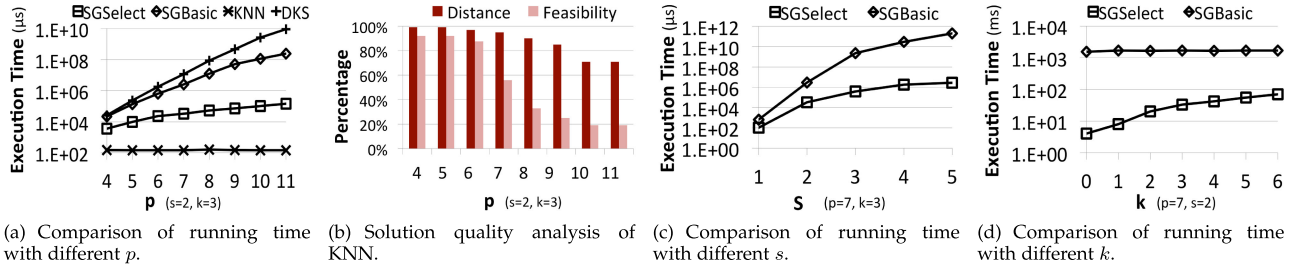 SGSelect SGBasic KNN DKS
Execution Time (µs)
1.E+10
1.E+08
1.E+06
1.E+04
1.E+02
4 5 6 7 8 9 10 11
p (s=2, k=3)
(a) Comparison of running time
with different p.
Distance Feasibility
Percentage
100%
80%
60%
40%
20%
0%
4 5 6 7 8 9 10 11
p (s=2, k=3)
(b) Solution quality analysis of
KNN.
SGSelect SGBasic
Execution Time (µs)
1.E+12
1.E+10
1.E+08
1.E+06
1.E+04
1.E+02
1.E+00
1 2 3 4 5
S (p=7, k=3)
(c) Comparison of running time
with different s.
SGSelect SGBasic
Execution Time (ms)
1.E+04
1.E+03
1.E+02
1.E+01
1.E+00
0 1 2 3 4 5 6
k (p=7, s=2)
(d) Comparison of running time
with different k.